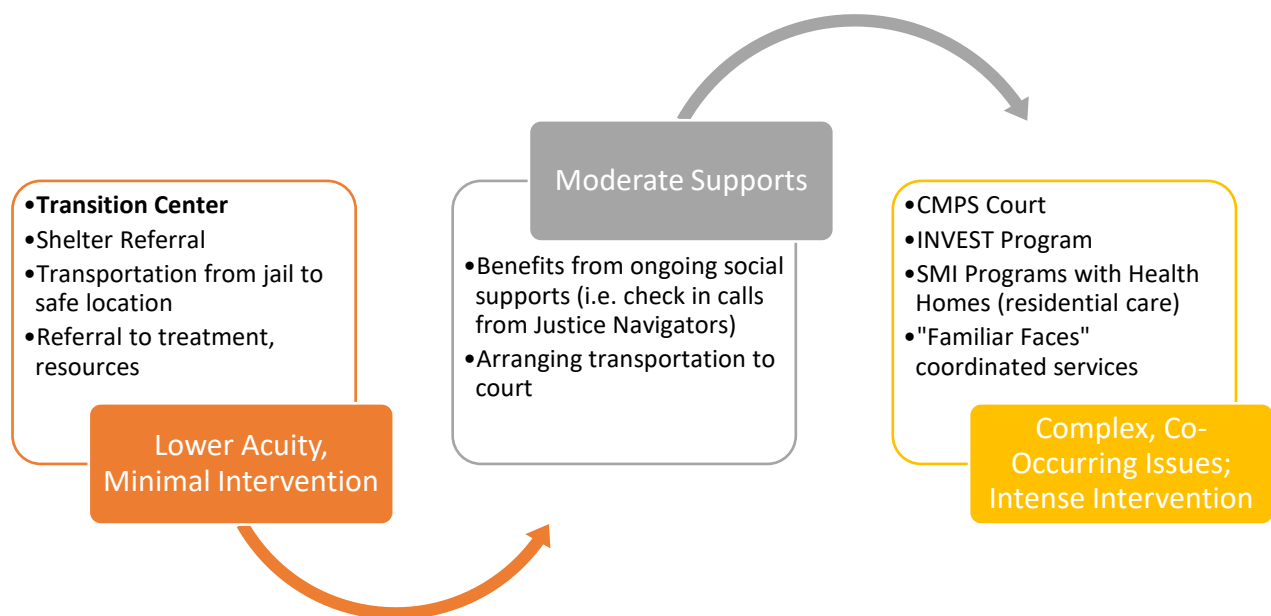 •Transition Center
•Shelter Referral
•Transportation from jail to
safe location
•Referral to treatment,
resources
Lower Acuity,
Minimal Intervention
Moderate Supports
•Benefits from ongoing social
supports (i.e. check in calls
from Justice Navigators)
•Arranging transportation to
court
•CMPS Court
•INVEST Program
•SMI Programs with Health
Homes (residential care)
•"Familiar Faces"
coordinated services
Complex, Co-
Occurring Issues;
Intense Intervention